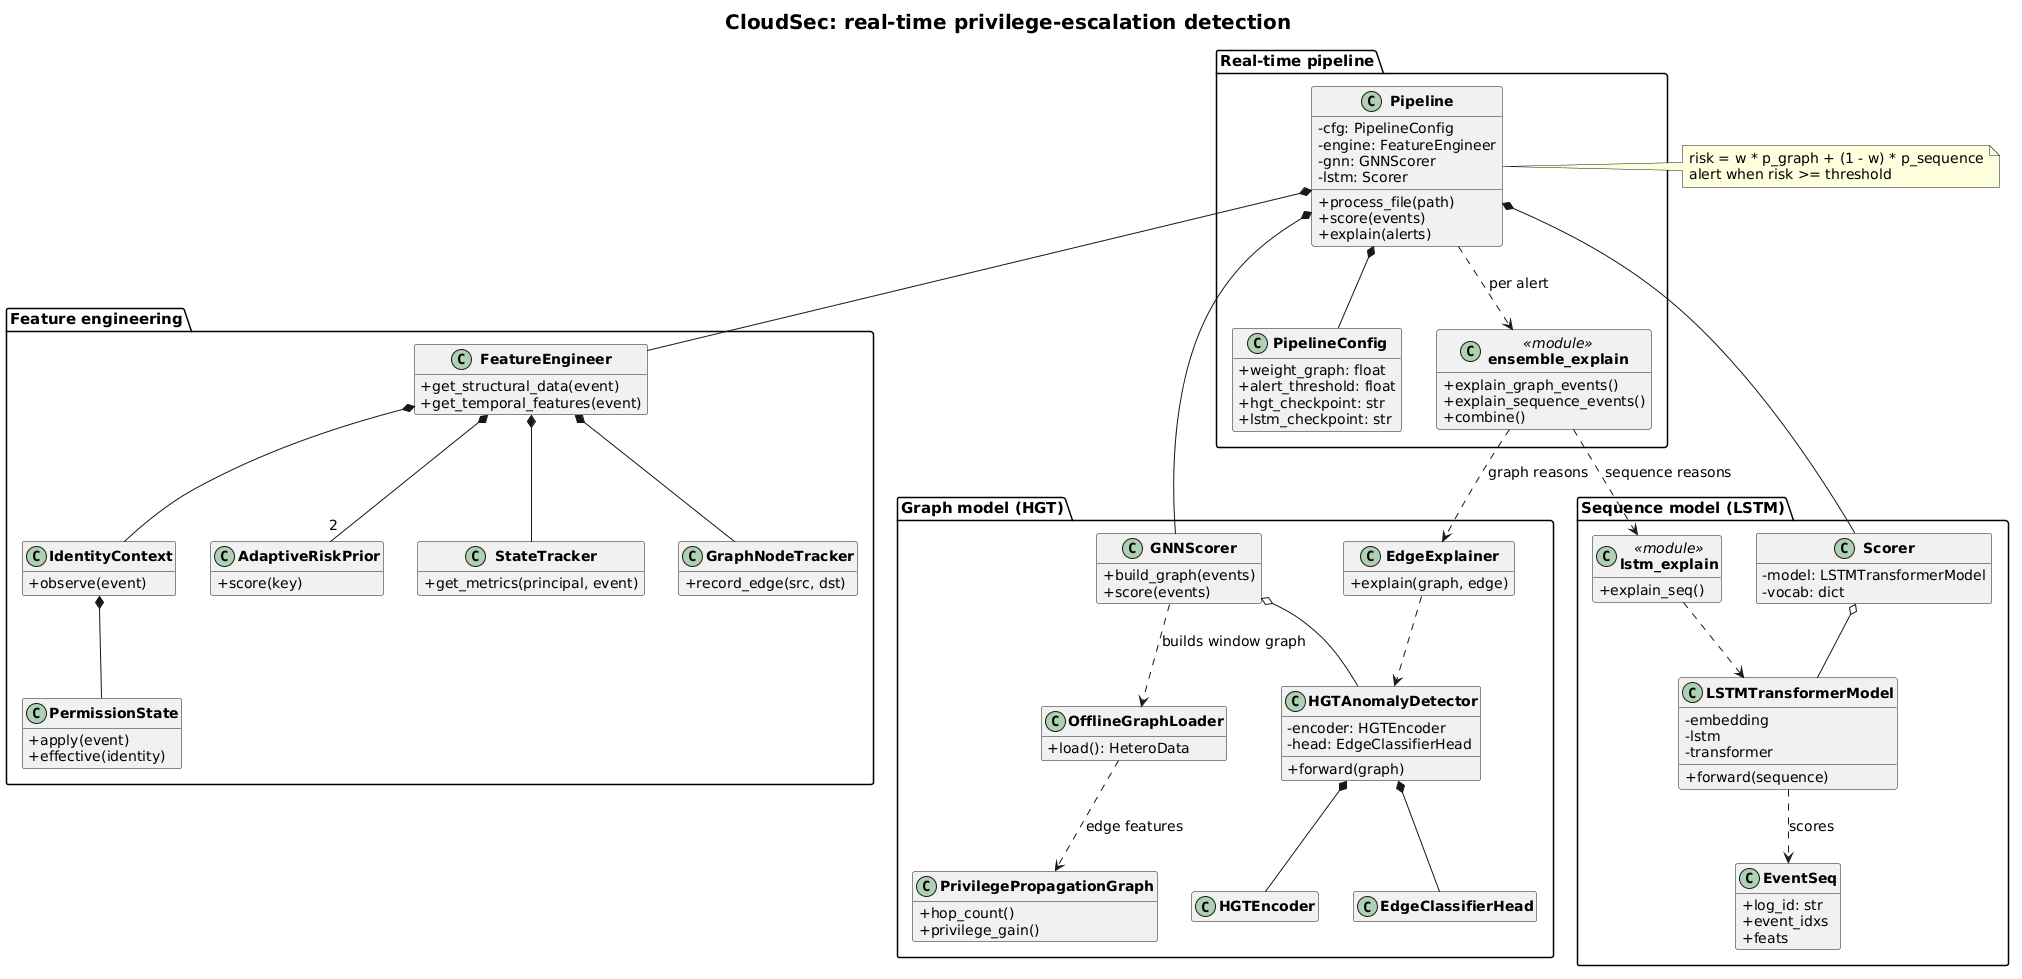 CloudSec: real-time privilege-escalation detection
Real-time pipeline
C Pipeline
-cfg: PipelineConfig
-engine: FeatureEngineer
-gnn: GNNScorer
-lstm: Scorer
+process_file(path)
+score(events)
+explain(alerts)
risk = w * p_graph + (1 - w) * p_sequence
alert when risk >= threshold
per alert
C PipelineConfig
+weight_graph: float
+alert_threshold: float
+hgt_checkpoint: str
+lstm_checkpoint: str
C «module»
ensemble_explain
+explain_graph_events()
+explain_sequence_events()
+combine()
Feature engineering
C FeatureEngineer
+get_structural_data(event)
+get_temporal_features(event)
2
C IdentityContext
+observe(event)
C AdaptiveRiskPrior
+score(key)
C StateTracker
+get_metrics(principal, event)
C GraphNodeTracker
+record_edge(src, dst)
C PermissionState
+apply(event)
+effective(identity)
graph reasons
sequence reasons
Graph model (HGT)
C GNNScorer
+build_graph(events)
+score(events)
C EdgeExplainer
+explain(graph, edge)
builds window graph
C OfflineGraphLoader
+load(): HeteroData
C HGTAnomalyDetector
-encoder: HGTEncoder
-head: EdgeClassifierHead
+forward(graph)
edge features
C PrivilegePropagationGraph
+hop_count()
+privilege_gain()
C HGTEncoder
C EdgeClassifierHead
Sequence model (LSTM)
C «module»
lstm_explain
+explain_seq()
C Scorer
-model: LSTMTransformerModel
-vocab: dict
C LSTMTransformerModel
-embedding
-lstm
-transformer
+forward(sequence)
scores
C EventSeq
+log_id: str
+event_idxs
+feats